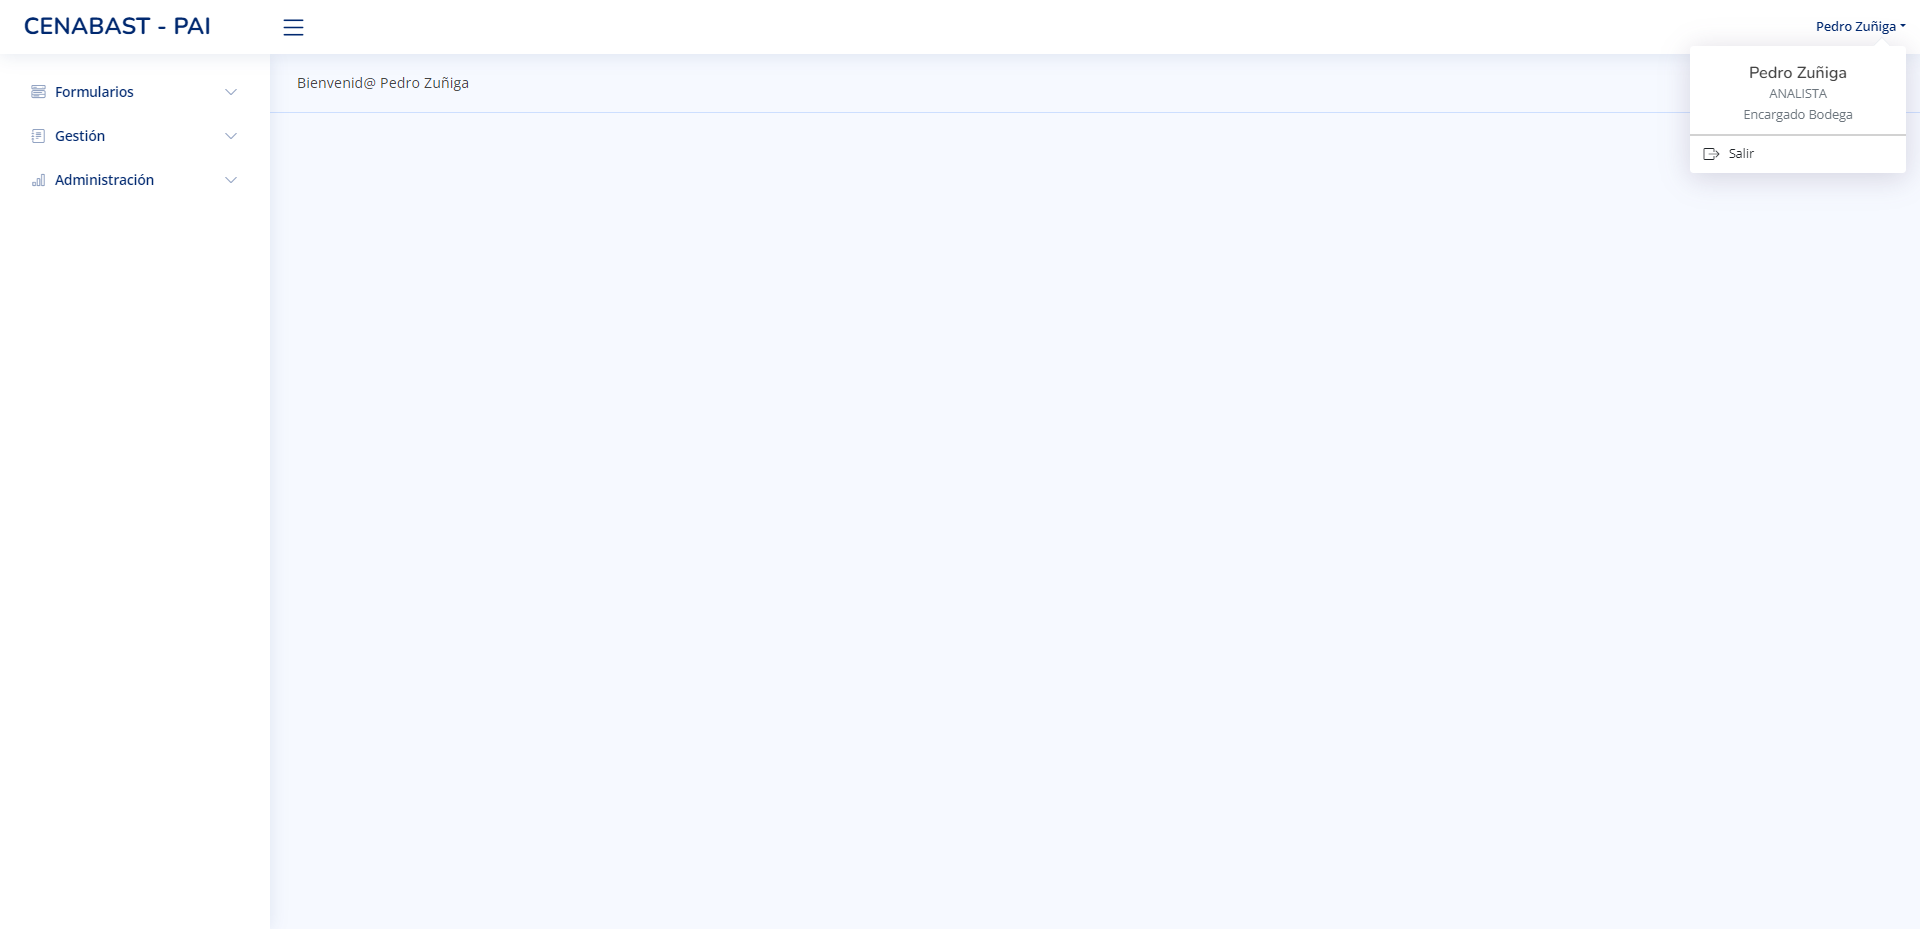 CENABAST - PAI
Pedro Zuñiga
Formularios
Gestión
Administración
Bienvenid@ Pedro Zuñiga
Pedro Zuñiga
ANALISTA
Encargado Bodega
Salir